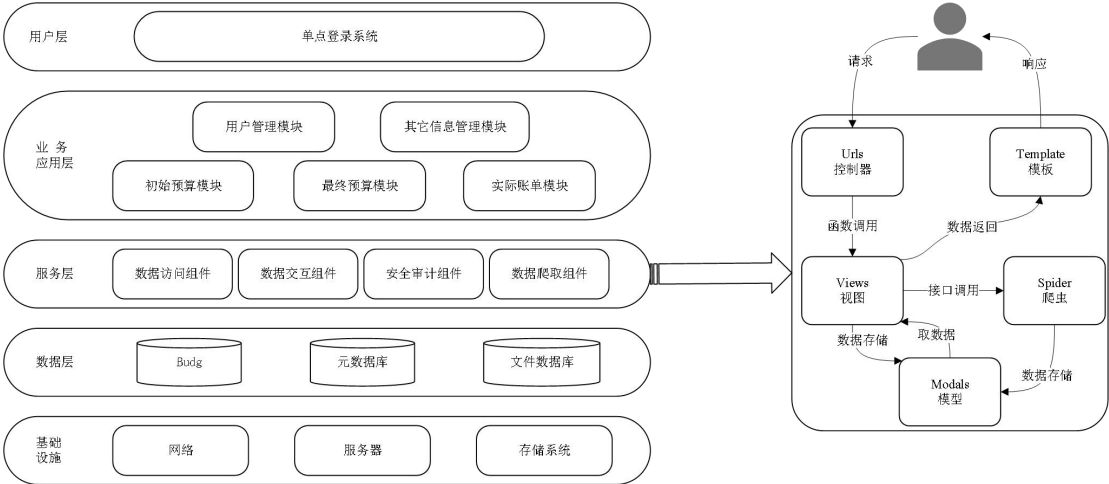 用户层
单点登录系统
业 务
应用层
用户管理模块
其它信息管理模块
初始预算模块
最终预算模块
实际账单模块
服务层
数据访问组件
数据交互组件
安全审计组件
数据爬取组件
数据层
Budg
元数据库
文件数据库
基础
设施
网络
服务器
存储系统
请求
响应
Urls
控制器
Template
模板
函数调用
数据返回
Views
视图
接口调用
Spider
爬虫
数据存储
取数据
数据存储
Modals
模型